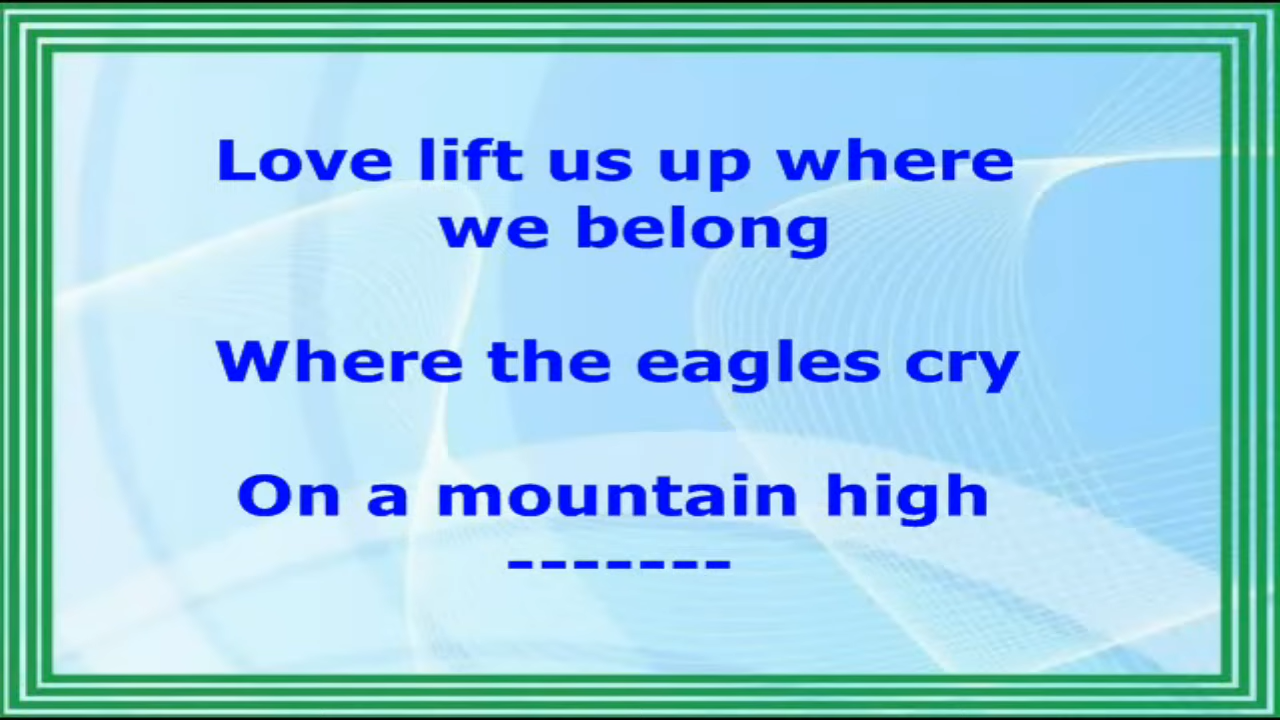 Love lift us up where
we belong
Where the eagles cry
On a mountain high
-------